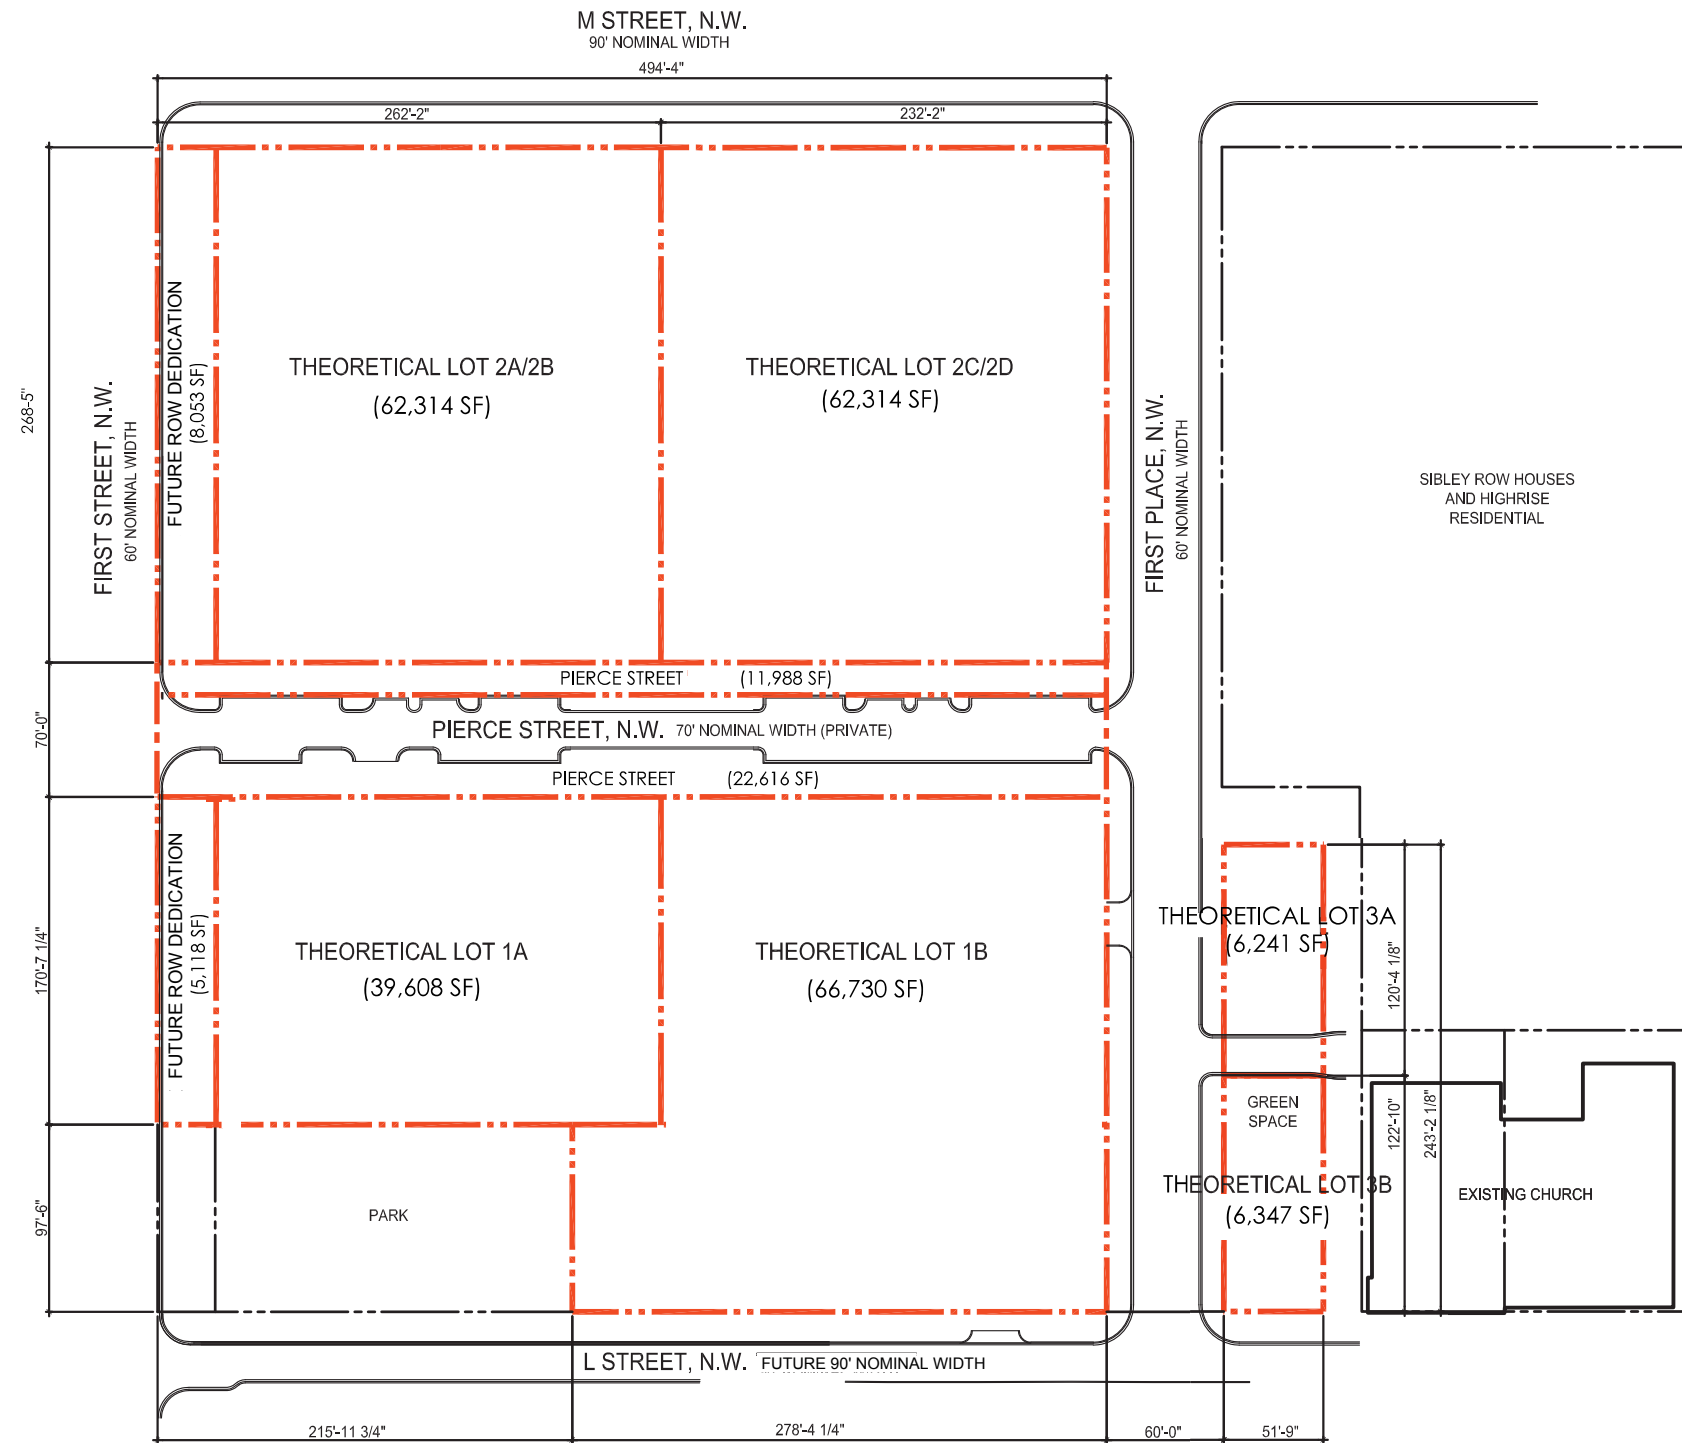 M STREET, N.W.
90' NOMINAL WIDTH
494'-4"
262'-2"
232'-2"
268-5"
FIRST STREET, N.W.
60' NOMINAL WIDTH
FUTURE ROW DEDICATION
(8,053 SF)
THEORETICAL LOT 2A/2B
(62,314 SF)
THEORETICAL LOT 2C/2D
(62,314 SF)
FIRST PLACE, N.W.
60' NOMINAL WIDTH
SIBLEY ROW HOUSES
AND HIGHRISE
RESIDENTIAL
PIERCE STREET (11,988 SF)
70'-0"
PIERCE STREET, N.W. 70' NOMINAL WIDTH (PRIVATE)
PIERCE STREET (22,616 SF)
170'-7 1/4"
FUTURE ROW DEDICATION
(5,118 SF)
THEORETICAL LOT 1A
(39,608 SF)
THEORETICAL LOT 1B
(66,730 SF)
THEORETICAL LOT 3A
(6,241 SF)
120'-4 1/8"
GREEN
SPACE
122'-10"
243'-2 1/8"
THEORETICAL LOT 3B
(6,347 SF)
EXISTING CHURCH
97'-6"
PARK
L STREET, N.W. FUTURE 90' NOMINAL WIDTH
215'-11 3/4"
278'-4 1/4"
60'-0"
51'-9"